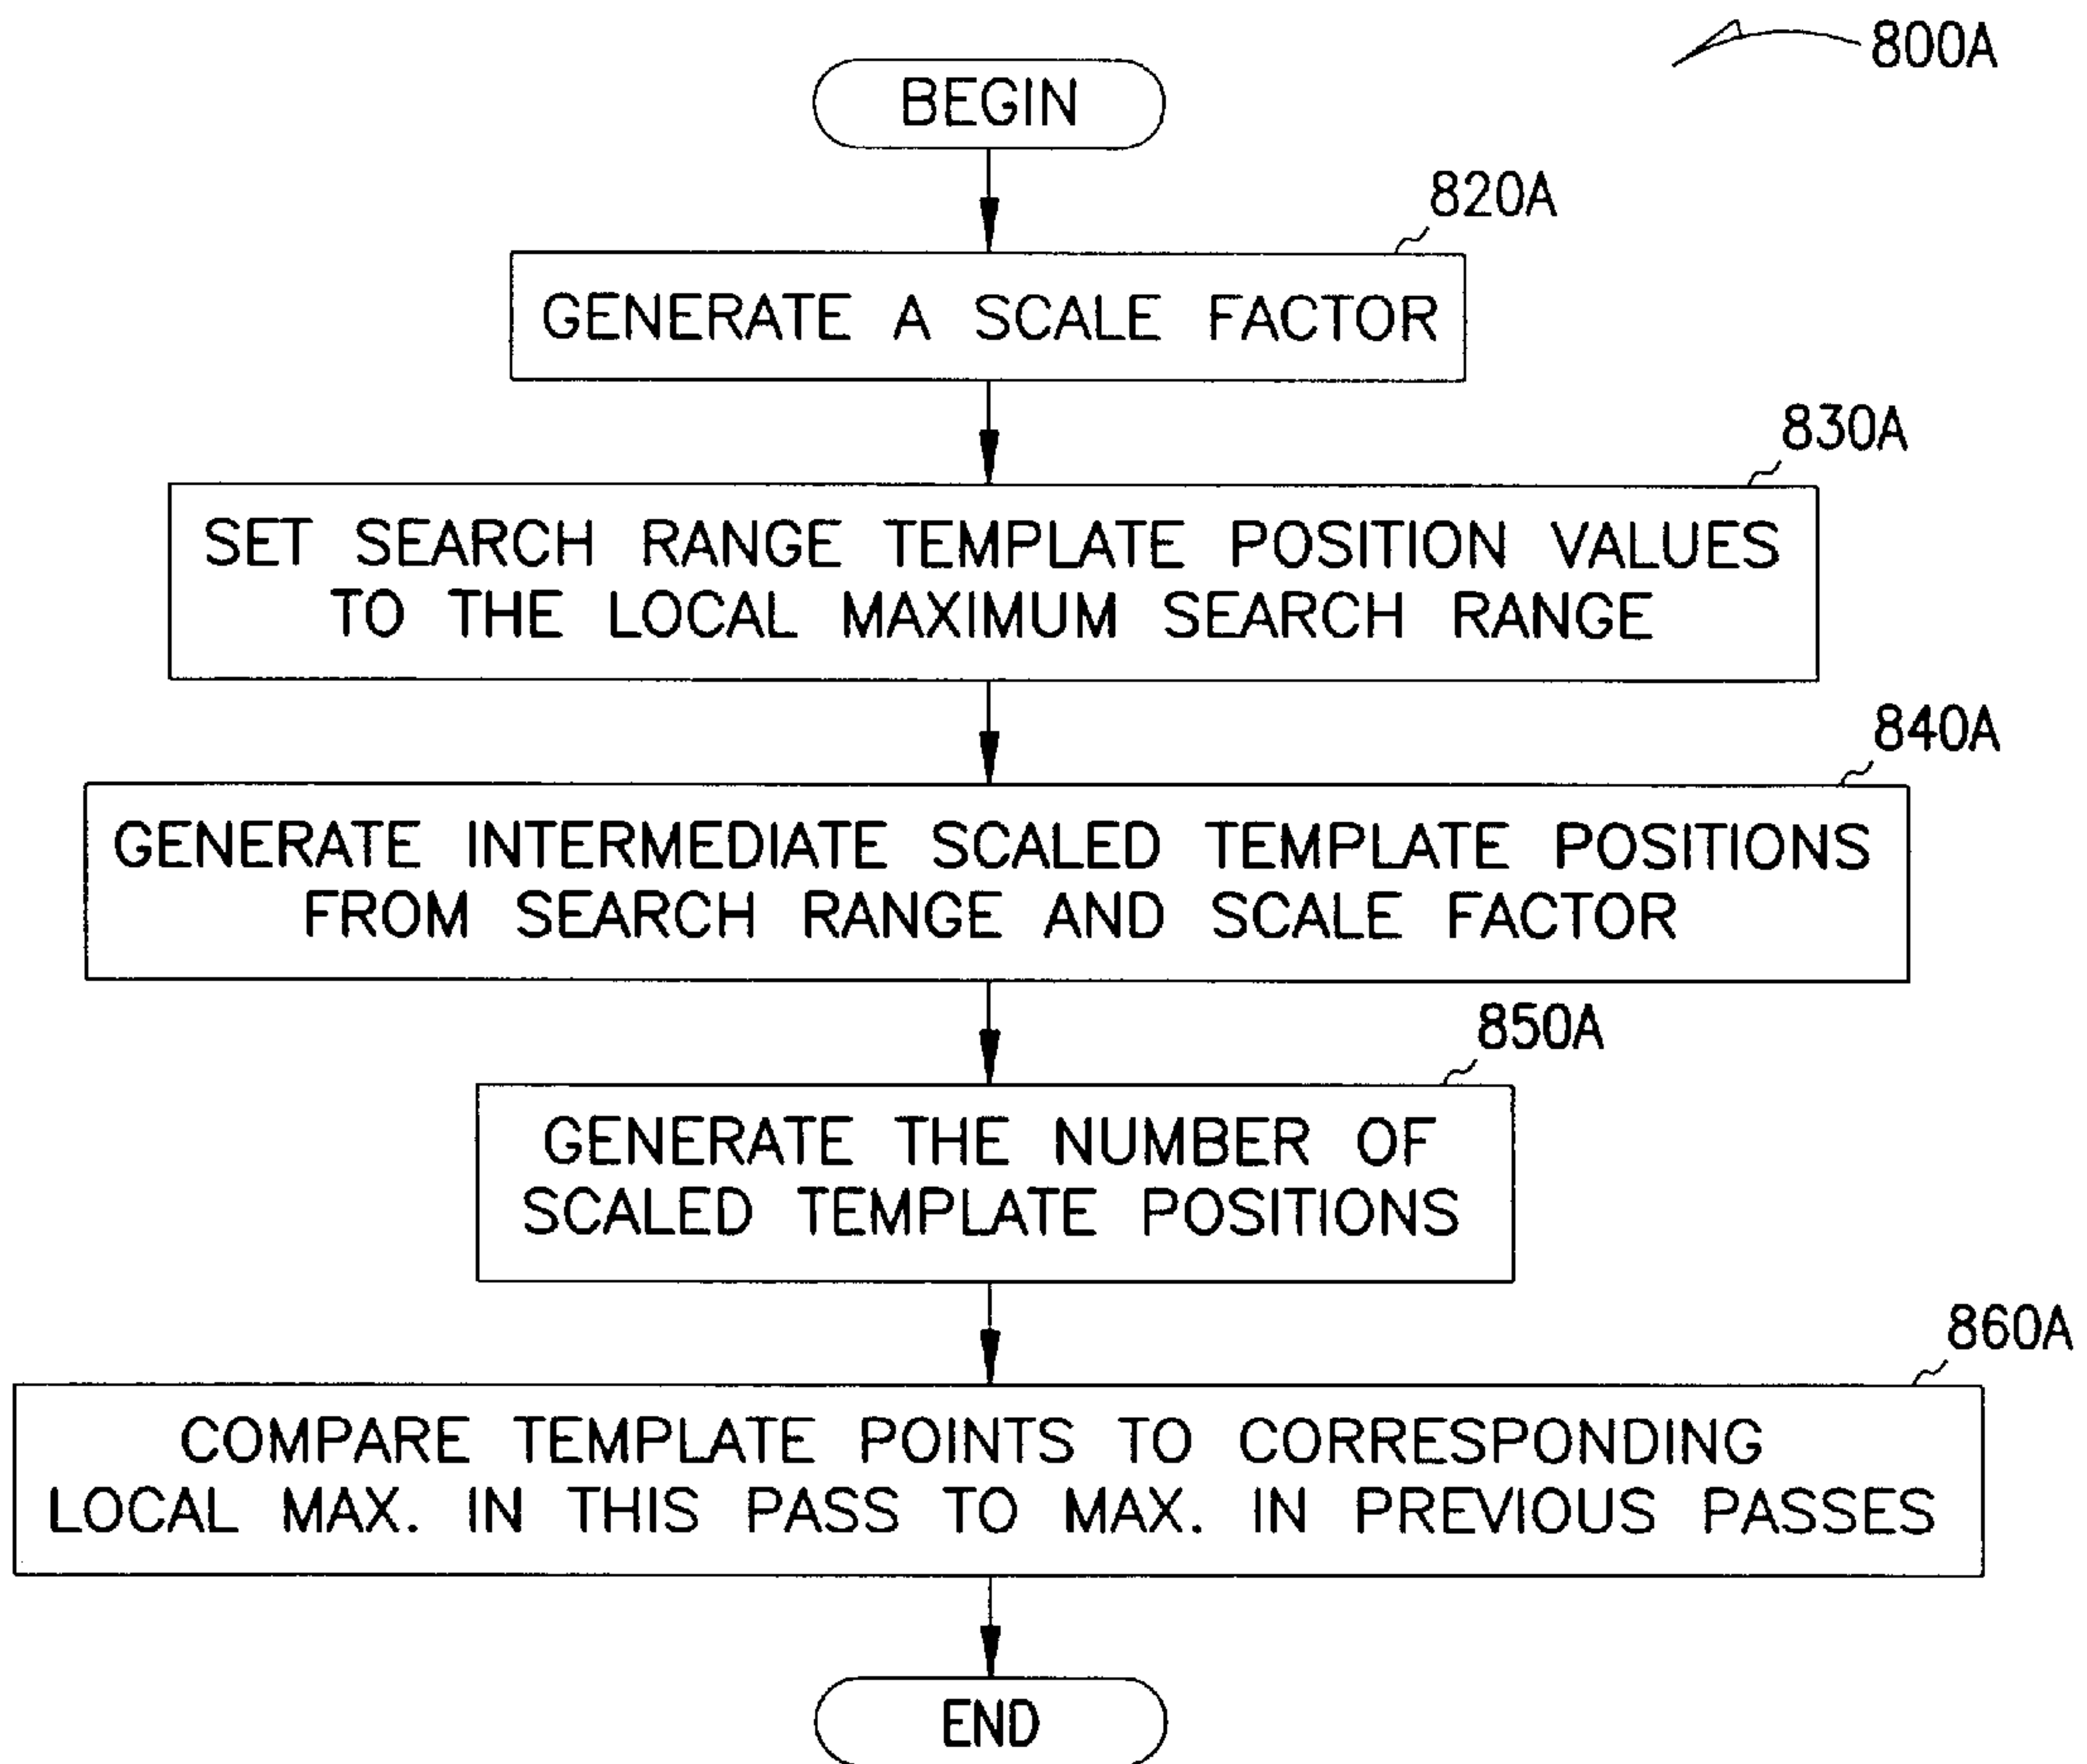 800A
BEGIN
820A
GENERATE A SCALE FACTOR
830A
SET SEARCH RANGE TEMPLATE POSITION VALUES
TO THE LOCAL MAXIMUM SEARCH RANGE
840A
GENERATE INTERMEDIATE SCALED TEMPLATE POSITIONS
FROM SEARCH RANGE AND SCALE FACTOR
850A
GENERATE THE NUMBER OF
SCALED TEMPLATE POSITIONS
860A
COMPARE TEMPLATE POINTS TO CORRESPONDING
LOCAL MAX. IN THIS PASS TO MAX. IN PREVIOUS PASSES
END